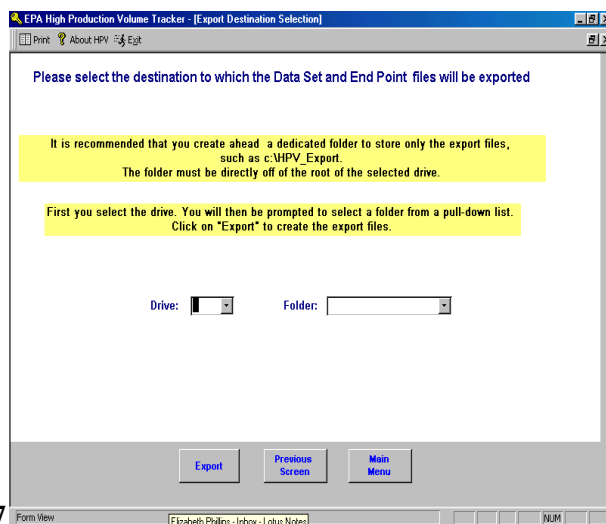 EPA High Production Volume Tracker - [Export Destination Selection]
Print About HPV Exit
Please select the destination to which the Data Set and End Point files will be exported
It is recommended that you create ahead a dedicated folder to store only the export files,
such as c:\HPV_Export.
The folder must be directly off of the root of the selected drive.
First you select the drive. You will then be prompted to select a folder from a pull-down list.
Click on "Export" to create the export files.
Drive: Folder:
Export Previous Screen Main Menu
7 Form View Elizabeth Phillips - Inbox - Lotus Notes NUM